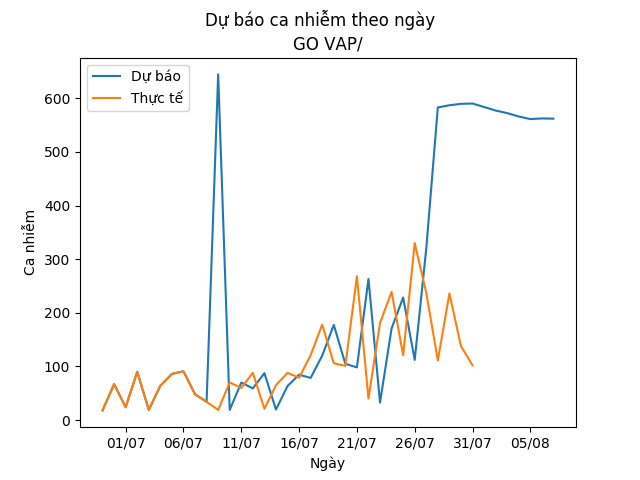 Dự báo ca nhiễm theo ngày
GO VAP/
Dự báo
Thực tế
Ca nhiễm
600
500
400
300
200
100
0
01/07 06/07 11/07 16/07 21/07 26/07 31/07 05/08
Ngày